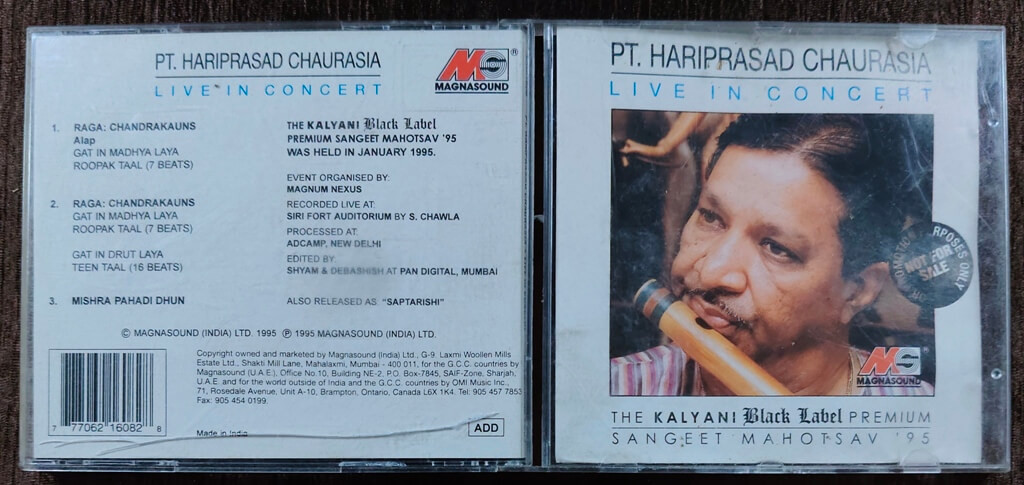 PT. HARIPRASAD CHAURASIA
LIVE IN CONCERT
MAGNASOUND
1. RAGA: CHANDRAKAUNS
Alap
GAT IN MADHYA LAYA
ROOPAK TAAL (7 BEATS)
2. RAGA: CHANDRAKAUNS
GAT IN MADHYA LAYA
ROOPAK TAAL (7 BEATS)
GAT IN DRUT LAYA
TEEN TAAL (16 BEATS)
3. MISHRA PAHADI DHUN
THE KALYANI Black Label
PREMIUM SANGEET MAHOTSAV '95
WAS HELD IN JANUARY 1995.
EVENT ORGANISED BY:
MAGNUM NEXUS
RECORDED LIVE AT:
SIRI FORT AUDITORIUM BY S. CHAWLA
PROCESSED AT:
ADCAMP, NEW DELHI
EDITED BY:
SHYAM & DEBASHISH AT PAN DIGITAL, MUMBAI
ALSO RELEASED AS "SAPTARISHI"
© MAGNASOUND (INDIA) LTD. 1995 ℗ 1995 MAGNASOUND (INDIA) LTD.
Copyright owned and marketed by Magnasound (India) Ltd., G-9, Laxmi Woollen Mills
Estate Ltd., Shakti Mill Lane, Mahalaxmi, Mumbai - 400 011, for the G.C.C. countries by
Magnasound (U.A.E.), Office No.10, Building NE-2, P.O. Box-7845, SAIF-Zone, Sharjah,
U.A.E. and for the world outside of India and the G.C.C. countries by OMI Music Inc.,
71, Rosedale Avenue, Unit A-10, Brampton, Ontario, Canada L6X 1K4. Tel: 905 457 7853
Fax: 905 454 0199.
7 77062 16082 8
Made in India
ADD
PT. HARIPRASAD CHAURASIA
LIVE IN CONCERT
FOR PROMOTION PURPOSES ONLY
NOT FOR
SALE
MAGNASOUND
THE KALYANI Black Label PREMIUM
SANGEET MAHOTSAV '95